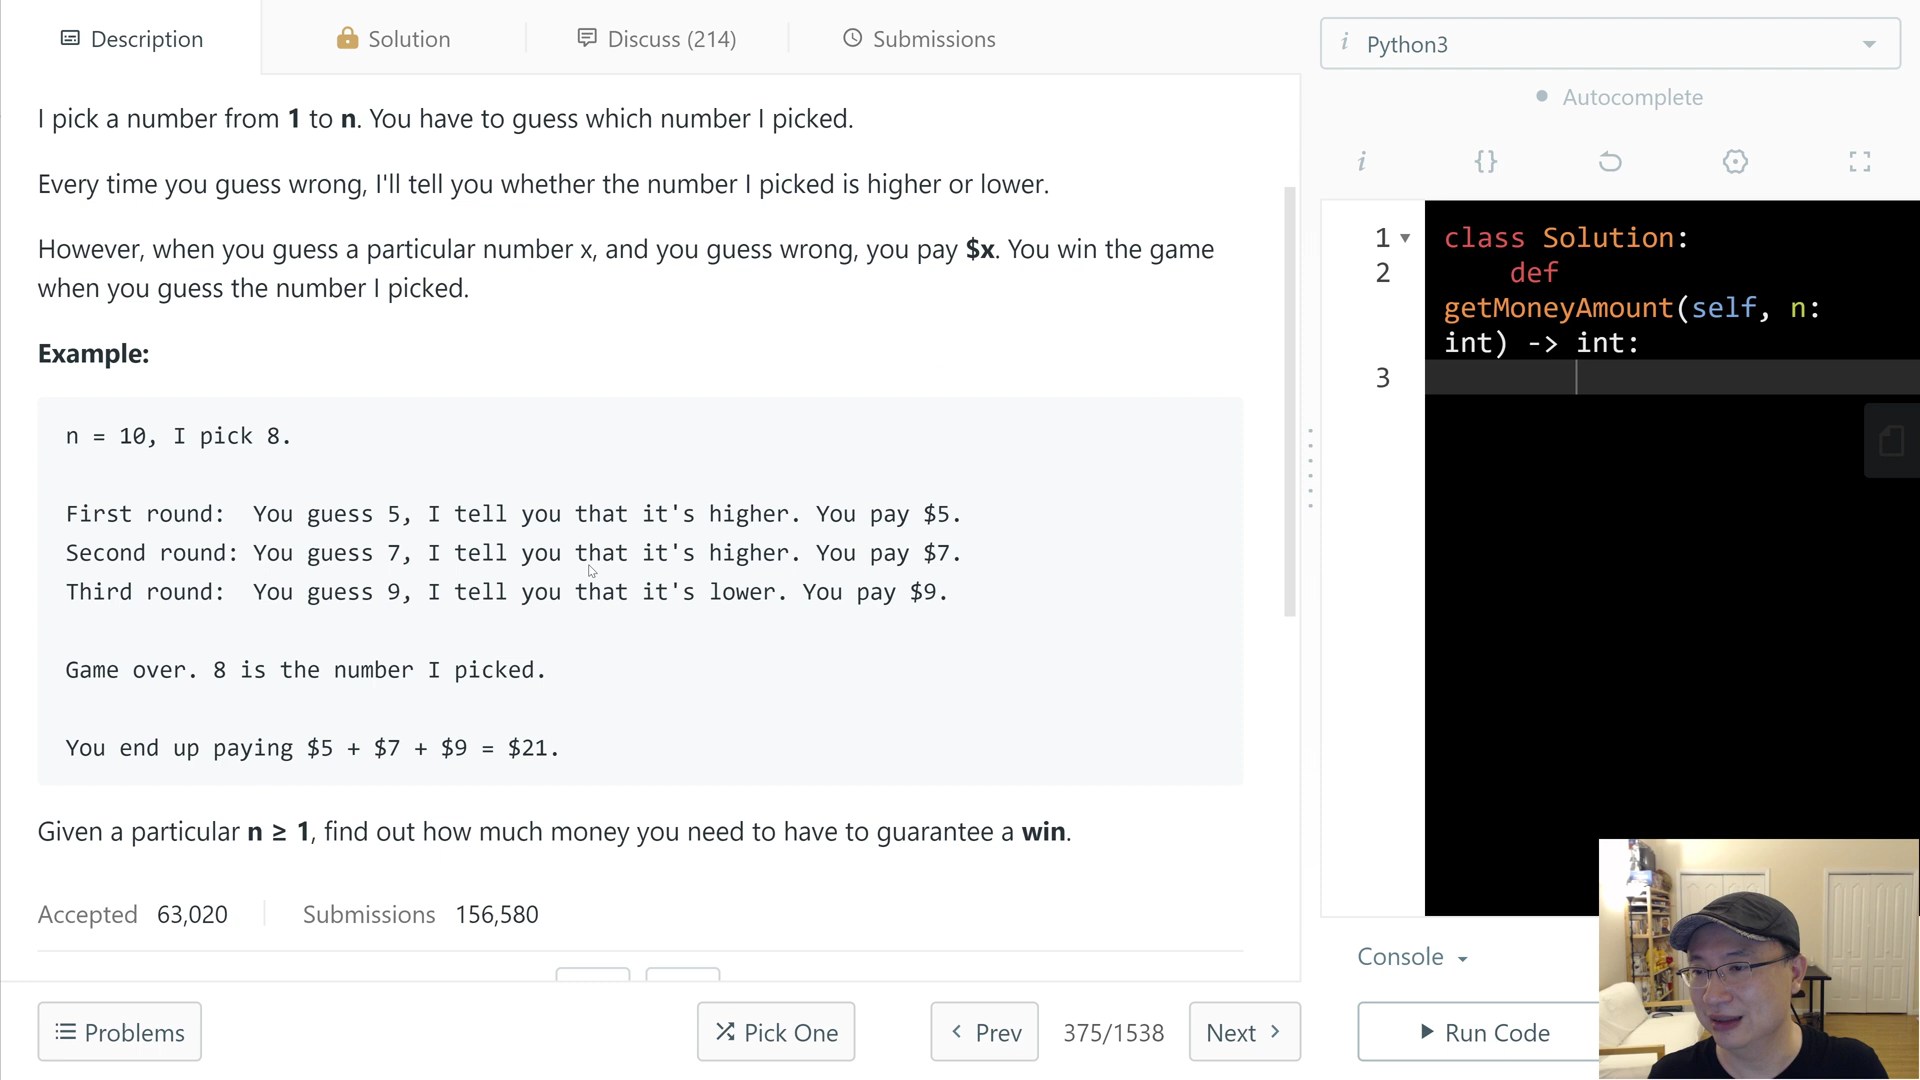 Description
Solution
Discuss (214)
Submissions
I pick a number from 1 to n. You have to guess which number I picked.
Every time you guess wrong, I'll tell you whether the number I picked is higher or lower.
However, when you guess a particular number x, and you guess wrong, you pay $x. You win the game
when you guess the number I picked.
Example:
n = 10, I pick 8.
First round:  You guess 5, I tell you that it's higher. You pay $5.
Second round: You guess 7, I tell you that it's higher. You pay $7.
Third round:  You guess 9, I tell you that it's lower. You pay $9.
Game over. 8 is the number I picked.
You end up paying $5 + $7 + $9 = $21.
Given a particular n ≥ 1, find out how much money you need to have to guarantee a win.
Accepted 63,020
Submissions 156,580
Problems
Pick One
Prev
375/1538
Next
i Python3
Autocomplete
i {}
1 class Solution:
2     def
getMoneyAmount(self, n:
int) -> int:
3
Console
Run Code